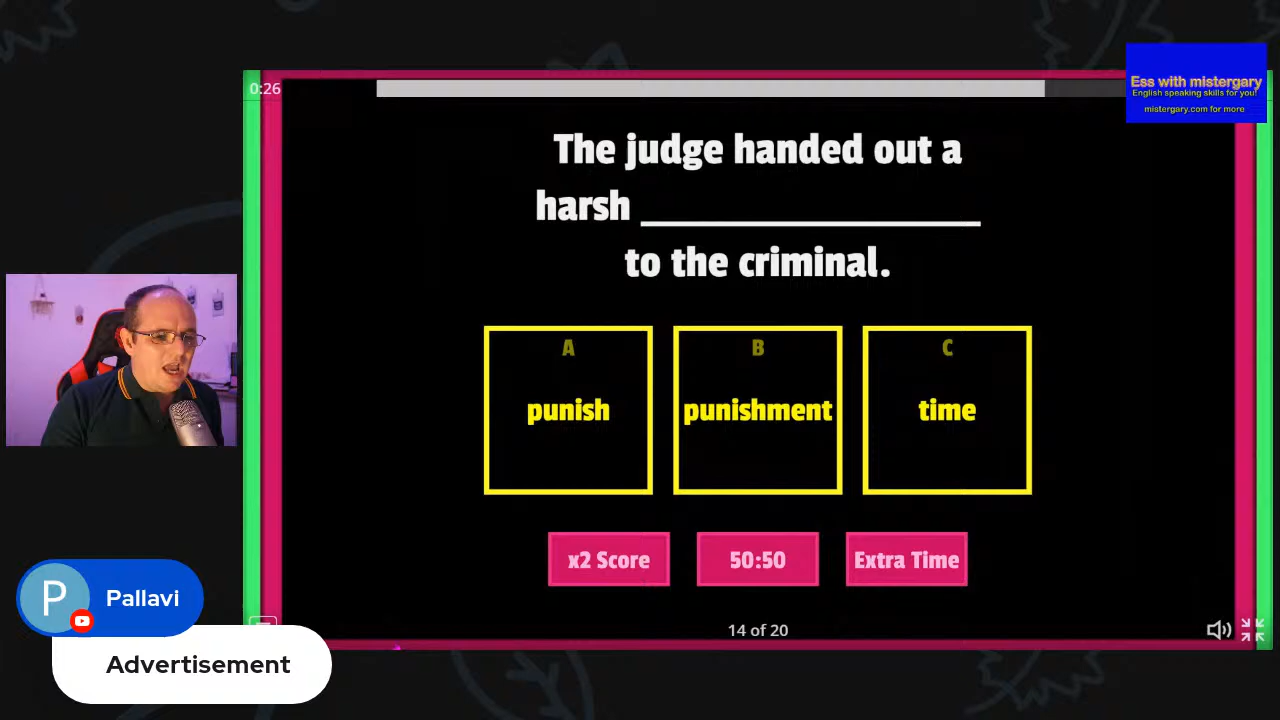 0:26
Ess with mistergary
English speaking skills for you!
mistergary.com for more
The judge handed out a
harsh ____________________
to the criminal.
A
B
C
punish
punishment
time
x2 Score
50:50
Extra Time
14 of 20
P
Pallavi
Advertisement